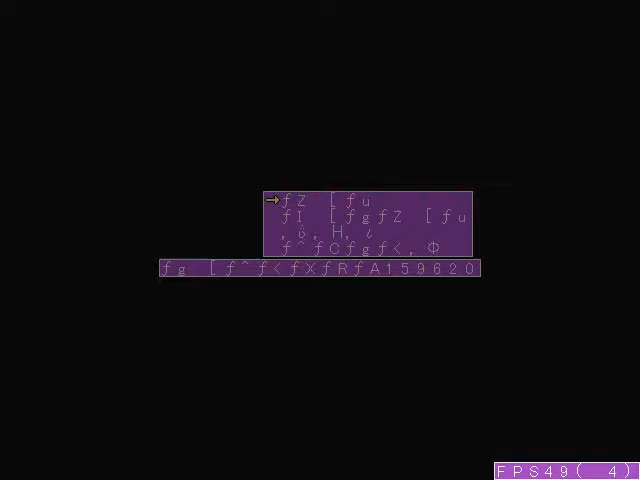 →ƒZ [ƒu
ƒI [ƒgƒZ [ƒu
‚ΰ‚Η‚ι
ƒ^ƒCƒgƒ‹‚Φ
ƒg [ƒ^ƒ‹ƒXƒRƒA159620
FPS49( 4)